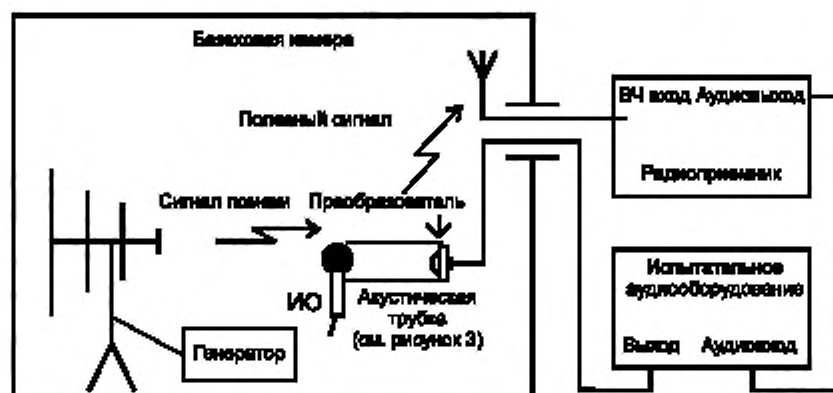 Безэховая камера
Полезный сигнал
ВЧ вход Аудиовыход
Радиоприемник
Сигнал помехи
Преобразователь
ИО
Акустическая
трубка
(см. рисунок 3)
Генератор
Испытательное
аудиооборудование
Выход Аудиовход